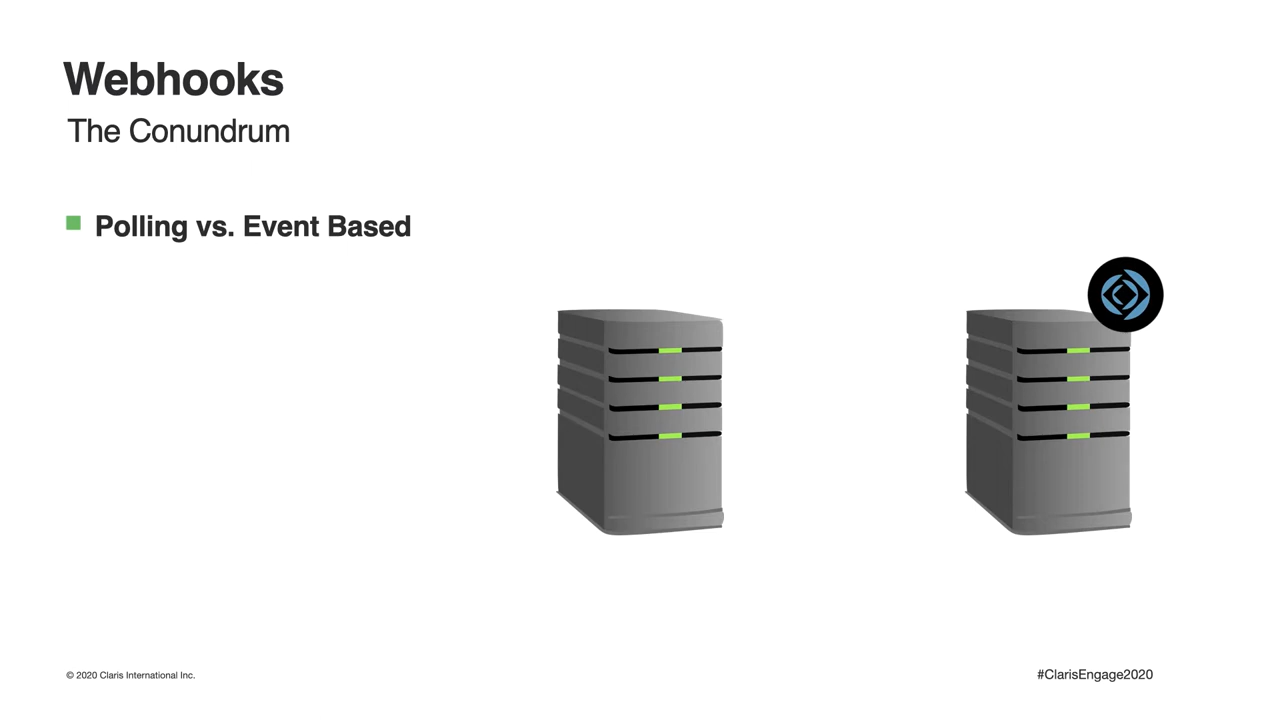 Webhooks
The Conundrum
Polling vs. Event Based
© 2020 Claris International Inc.
#ClarisEngage2020